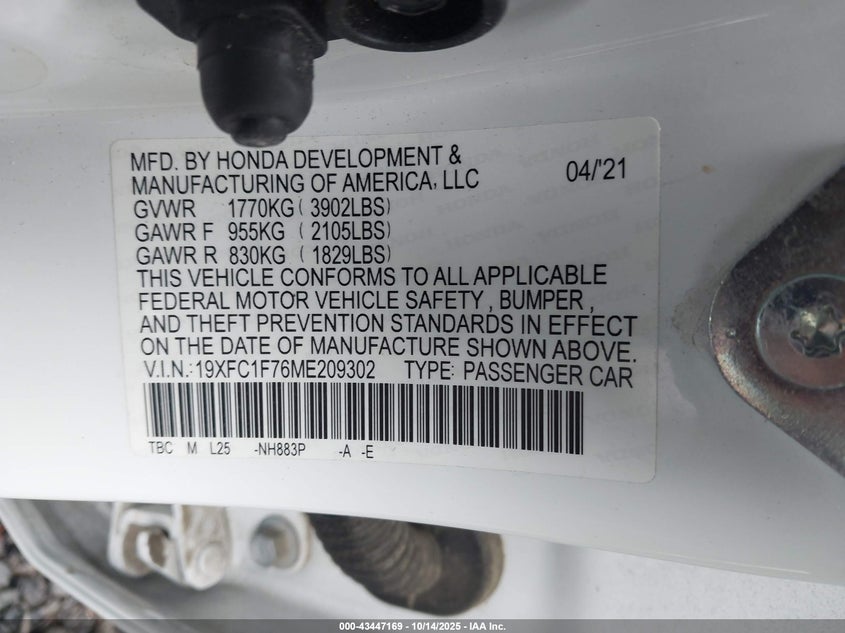 MFD. BY HONDA DEVELOPMENT &
MANUFACTURING OF AMERICA, LLC 04/'21
GVWR 1770KG ( 3902LBS)
GAWR F 955KG ( 2105LBS)
GAWR R 830KG ( 1829LBS)
THIS VEHICLE CONFORMS TO ALL APPLICABLE
FEDERAL MOTOR VEHICLE SAFETY , BUMPER ,
AND THEFT PREVENTION STANDARDS IN EFFECT
ON THE DATE OF MANUFACTURE SHOWN ABOVE.
V.I.N.:19XFC1F76ME209302 TYPE: PASSENGER CAR
TBC M L25 -NH883P -A -E
000-43447169 - 10/14/2025 - IAA Inc.